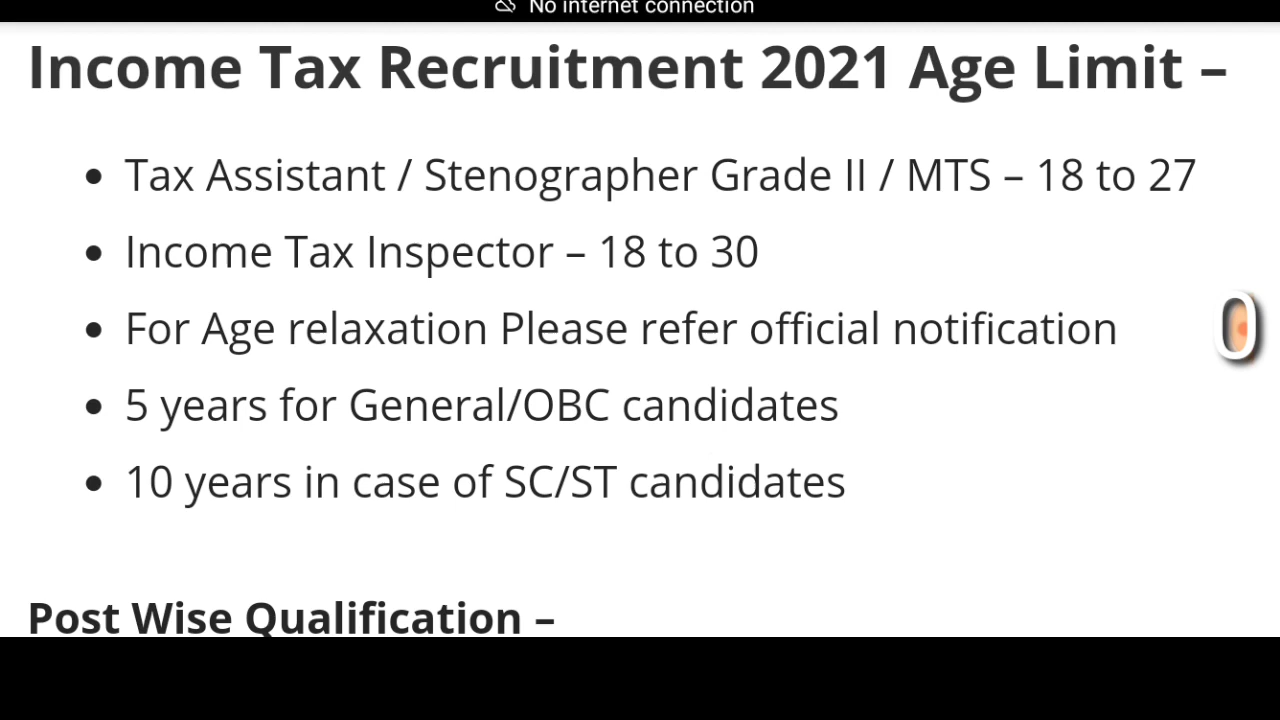 No internet connection
Income Tax Recruitment 2021 Age Limit –
• Tax Assistant / Stenographer Grade II / MTS – 18 to 27
• Income Tax Inspector – 18 to 30
• For Age relaxation Please refer official notification
0
• 5 years for General/OBC candidates
• 10 years in case of SC/ST candidates
Post Wise Qualification –